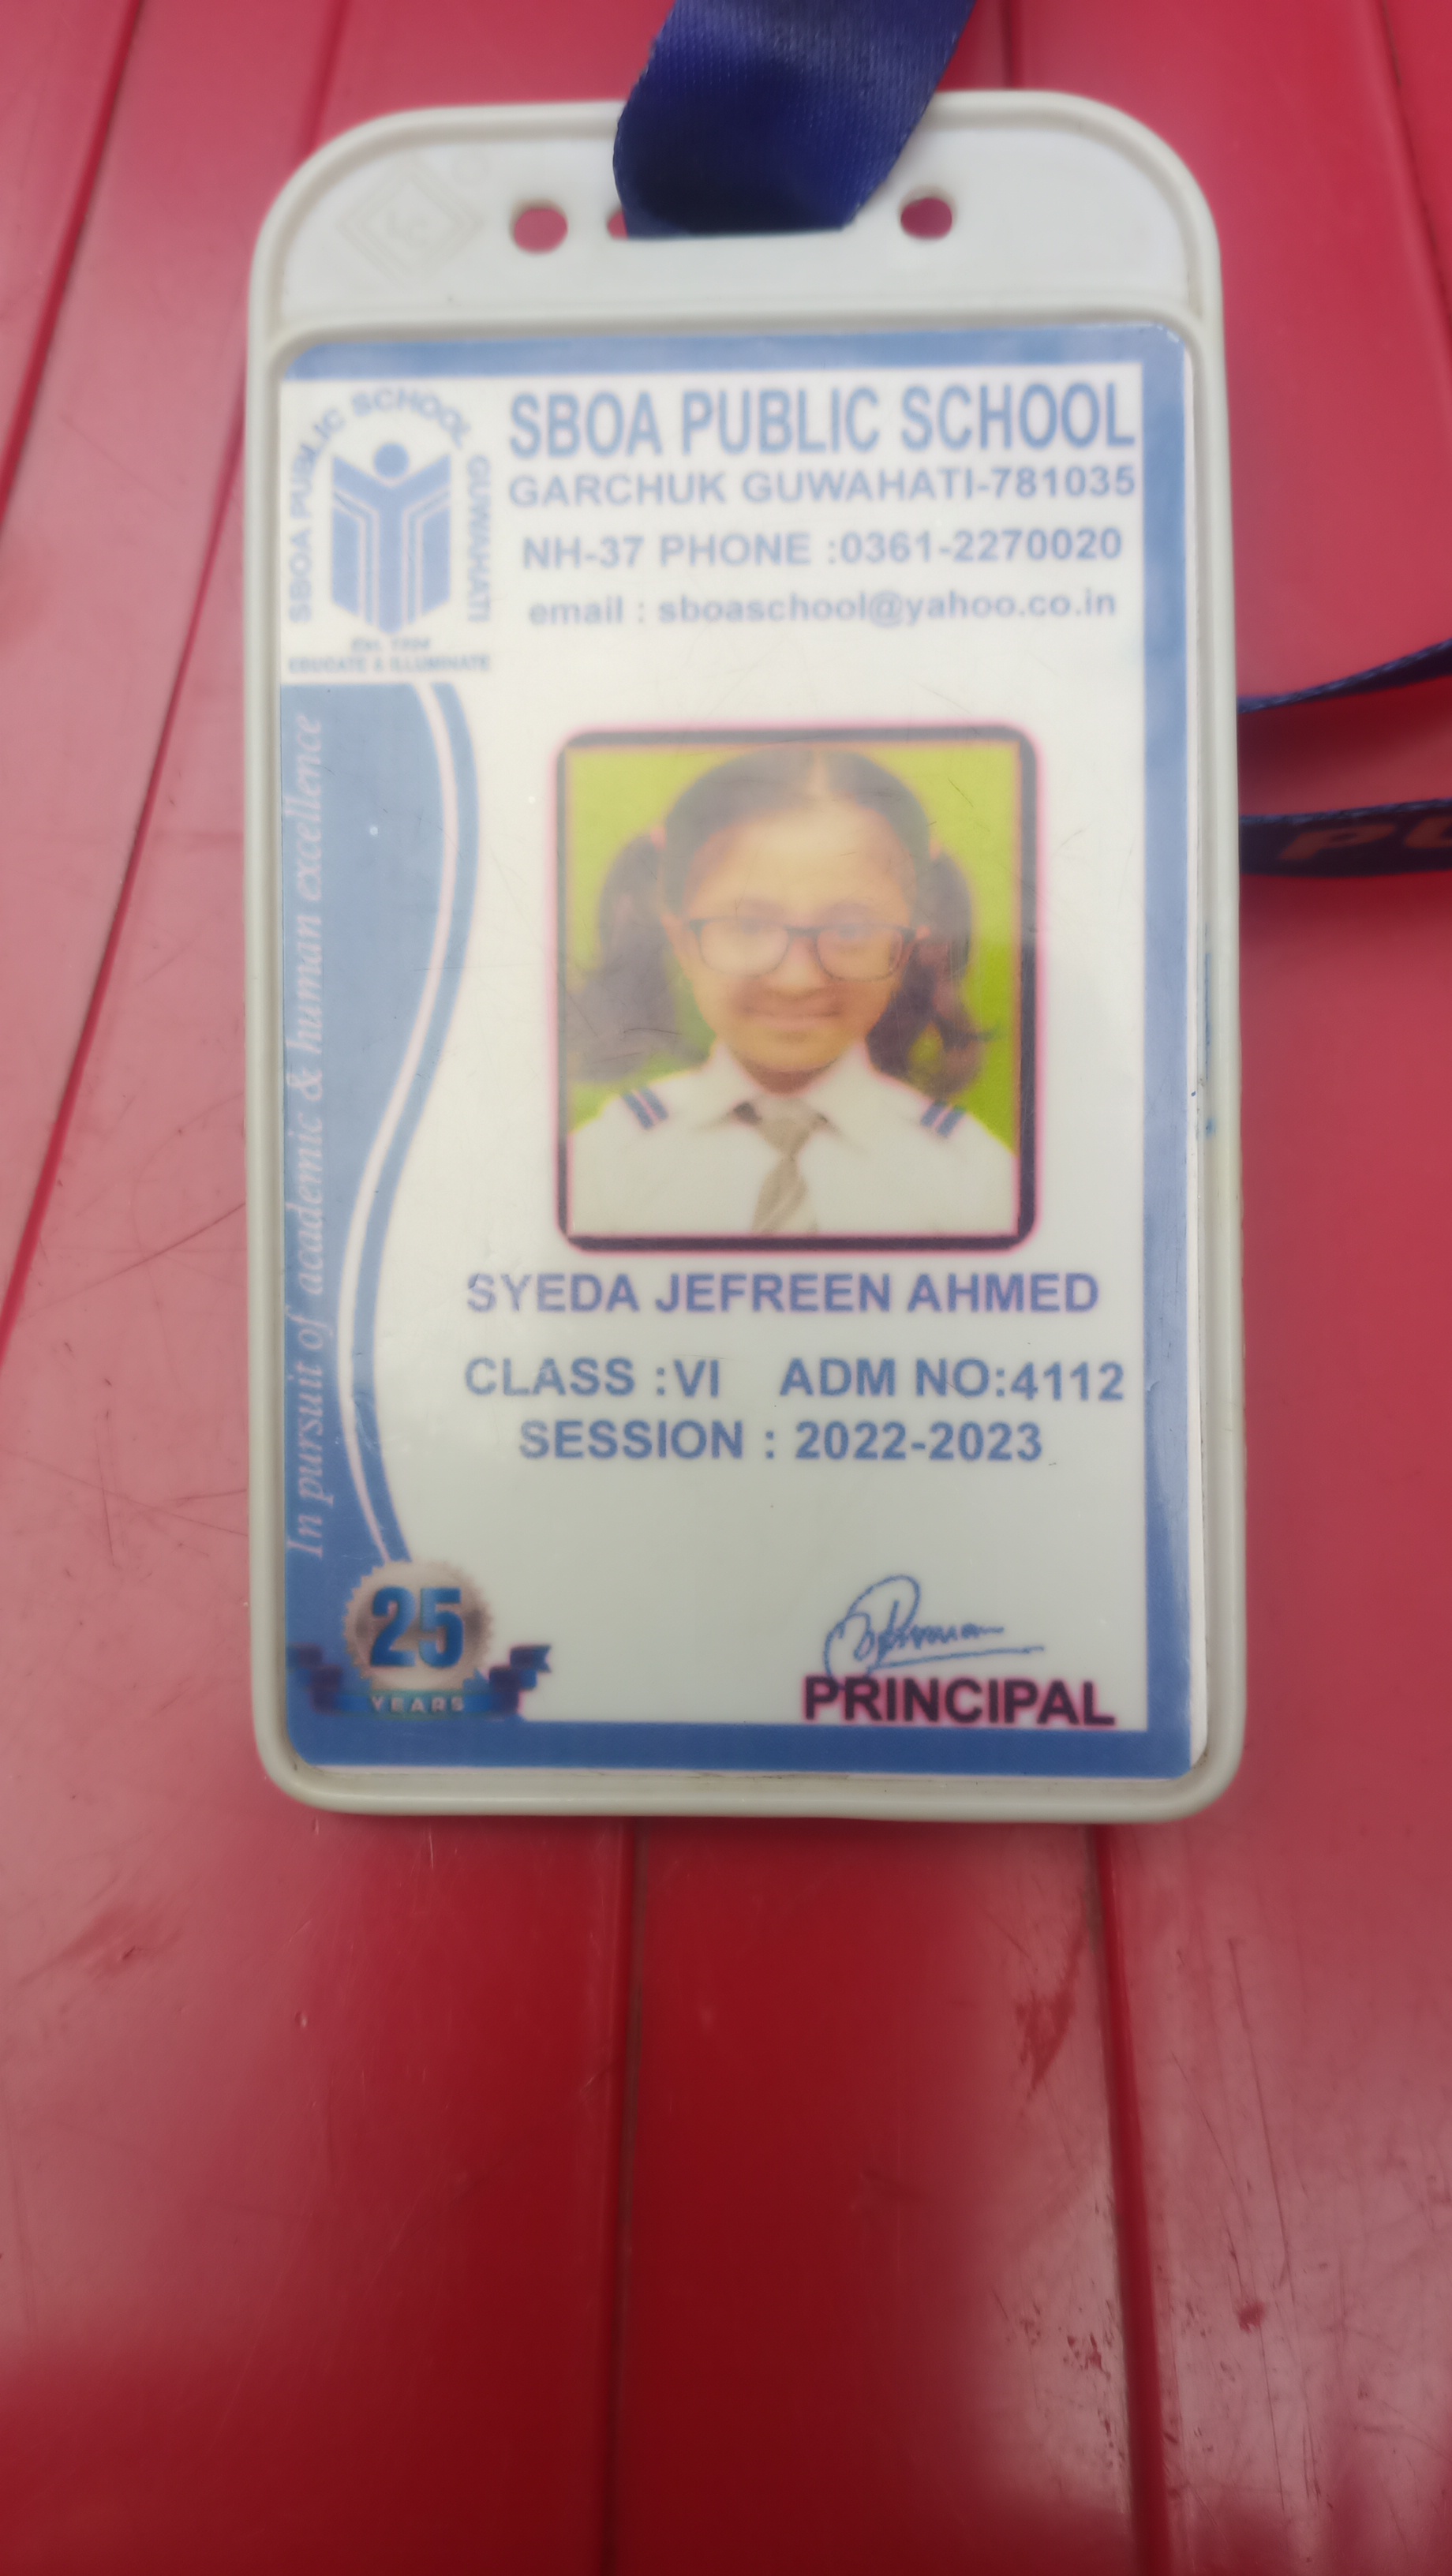 SBOA PUBLIC SCHOOL GUWAHATI
EDUCATE & ILLUMINATE
SBOA PUBLIC SCHOOL
GARCHUK GUWAHATI-781035
NH-37 PHONE :0361-2270020
email : sboaschool@yahoo.co.in
In pursuit of academic & human excellence
SYEDA JEFREEN AHMED
CLASS :VI ADM NO:4112
SESSION : 2022-2023
25
YEARS
PRINCIPAL